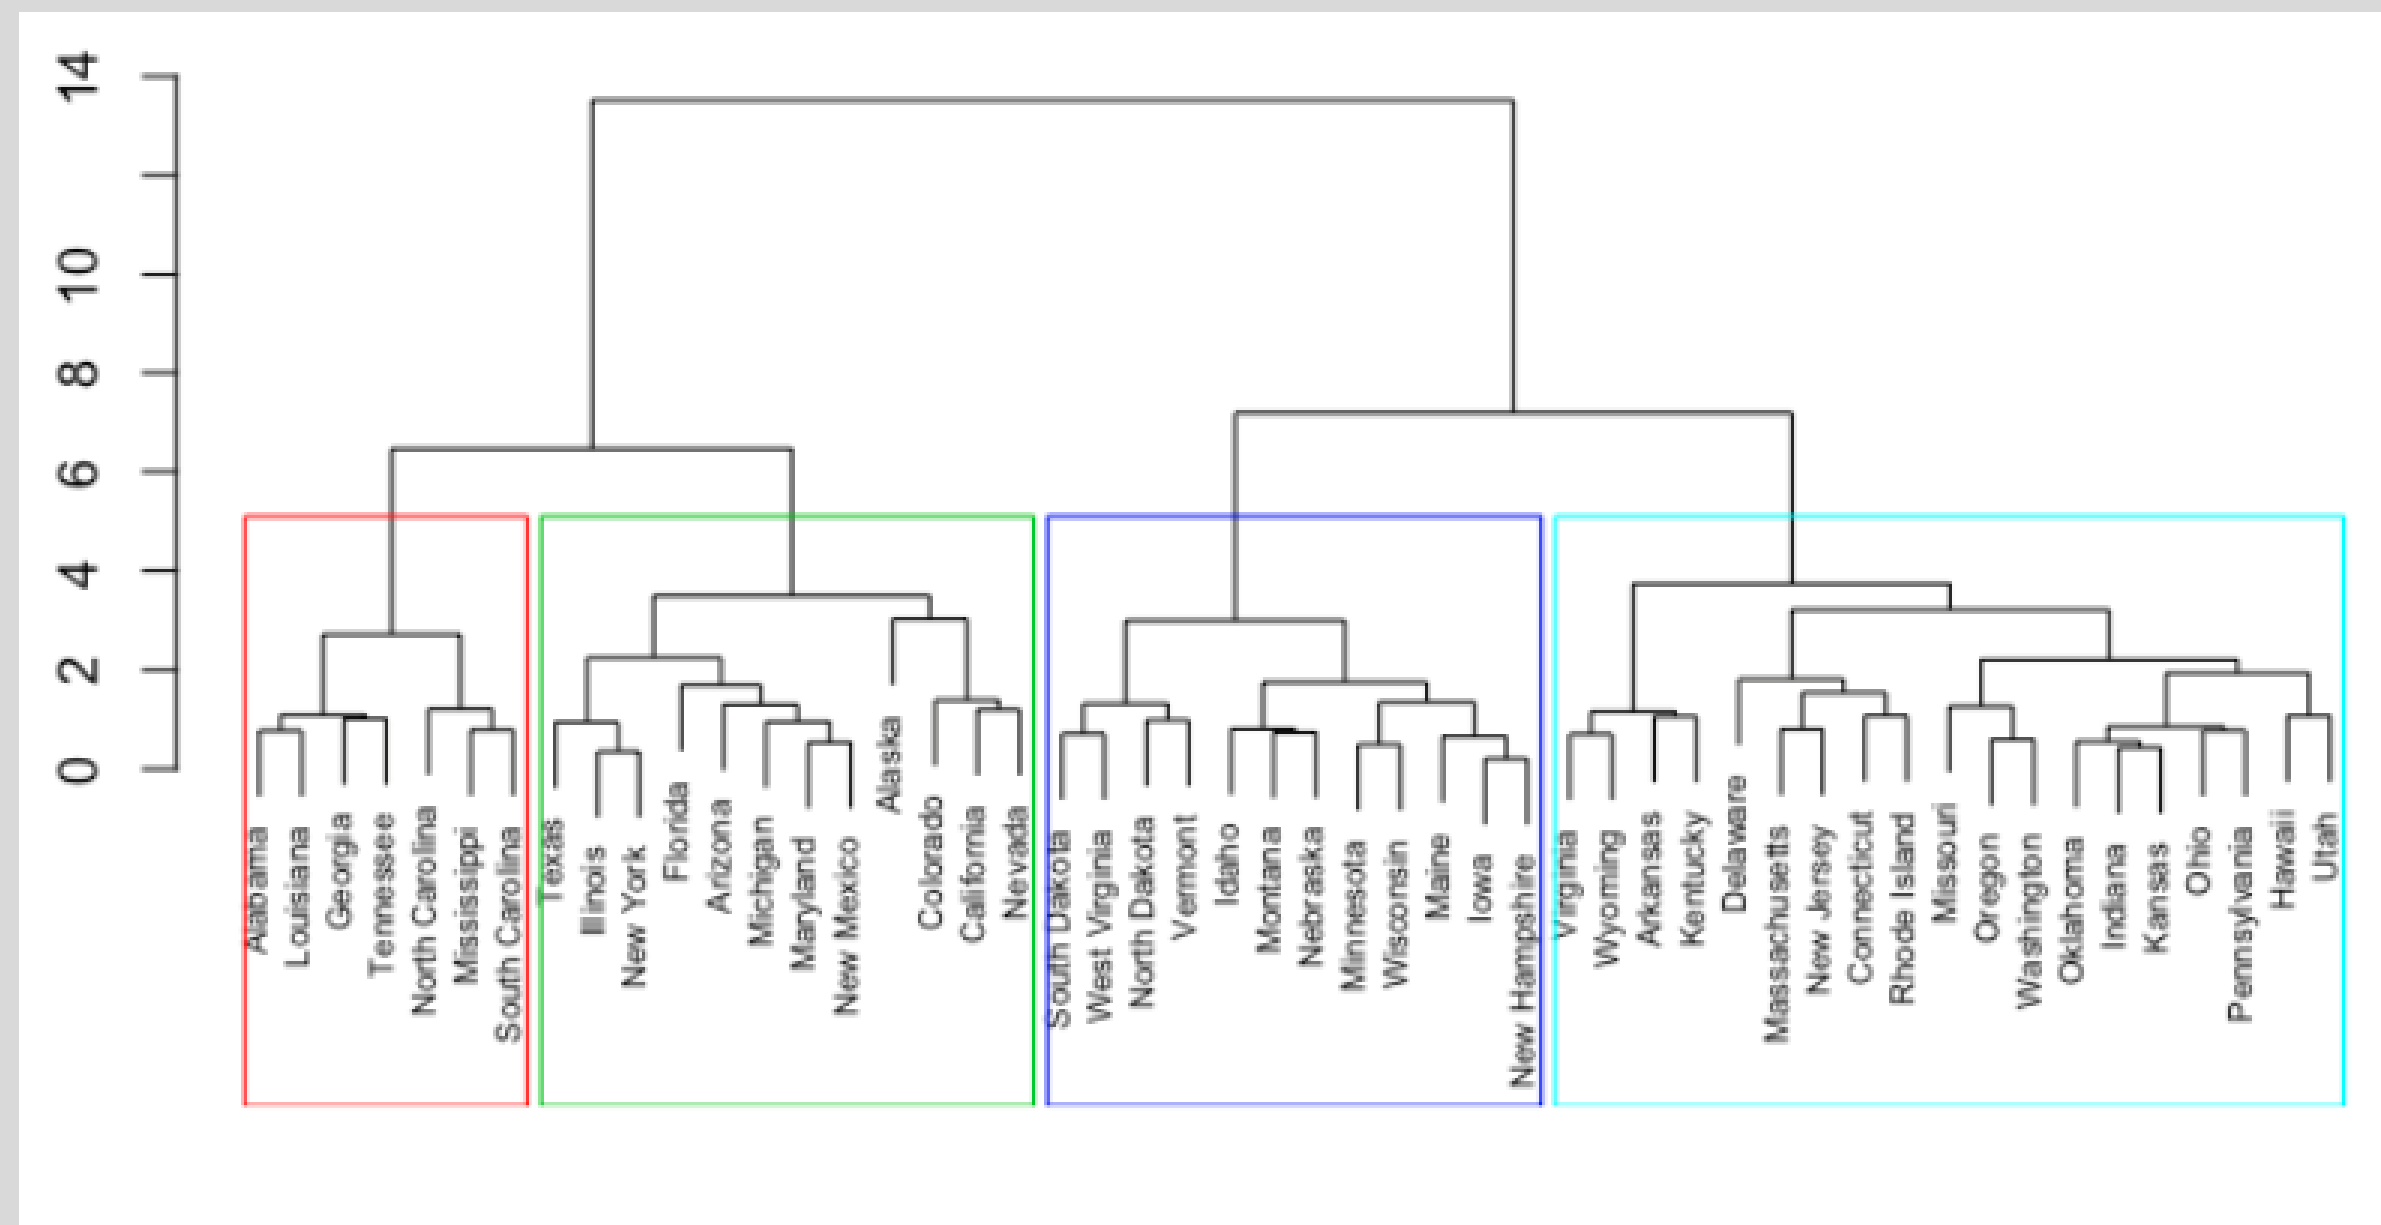 14
10
8
6
4
2
0
Alabama
Louisiana
Georgia
Tennessee
North Carolina
Mississippi
South Carolina
Texas
Illinois
New York
Florida
Arizona
Michigan
Maryland
New Mexico
Alaska
Colorado
California
Nevada
South Dakota
West Virginia
North Dakota
Vermont
Idaho
Montana
Nebraska
Minnesota
Wisconsin
Maine
Iowa
New Hampshire
Virginia
Wyoming
Arkansas
Kentucky
Delaware
Massachusetts
New Jersey
Connecticut
Rhode Island
Missouri
Oregon
Washington
Oklahoma
Indiana
Kansas
Ohio
Pennsylvania
Hawaii
Utah